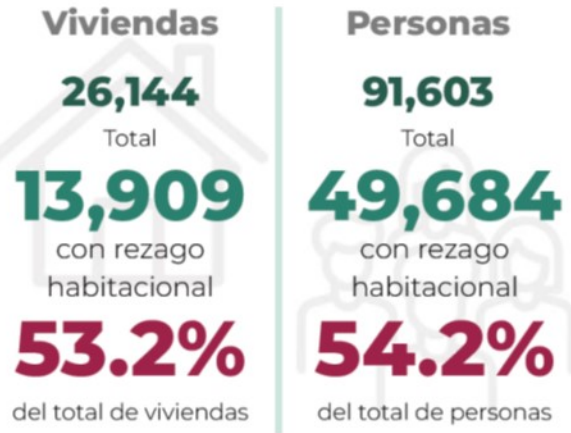 Viviendas
26,144
Total
13,909
con rezago
habitacional
53.2%
del total de viviendas
Personas
91,603
Total
49,684
con rezago
habitacional
54.2%
del total de personas